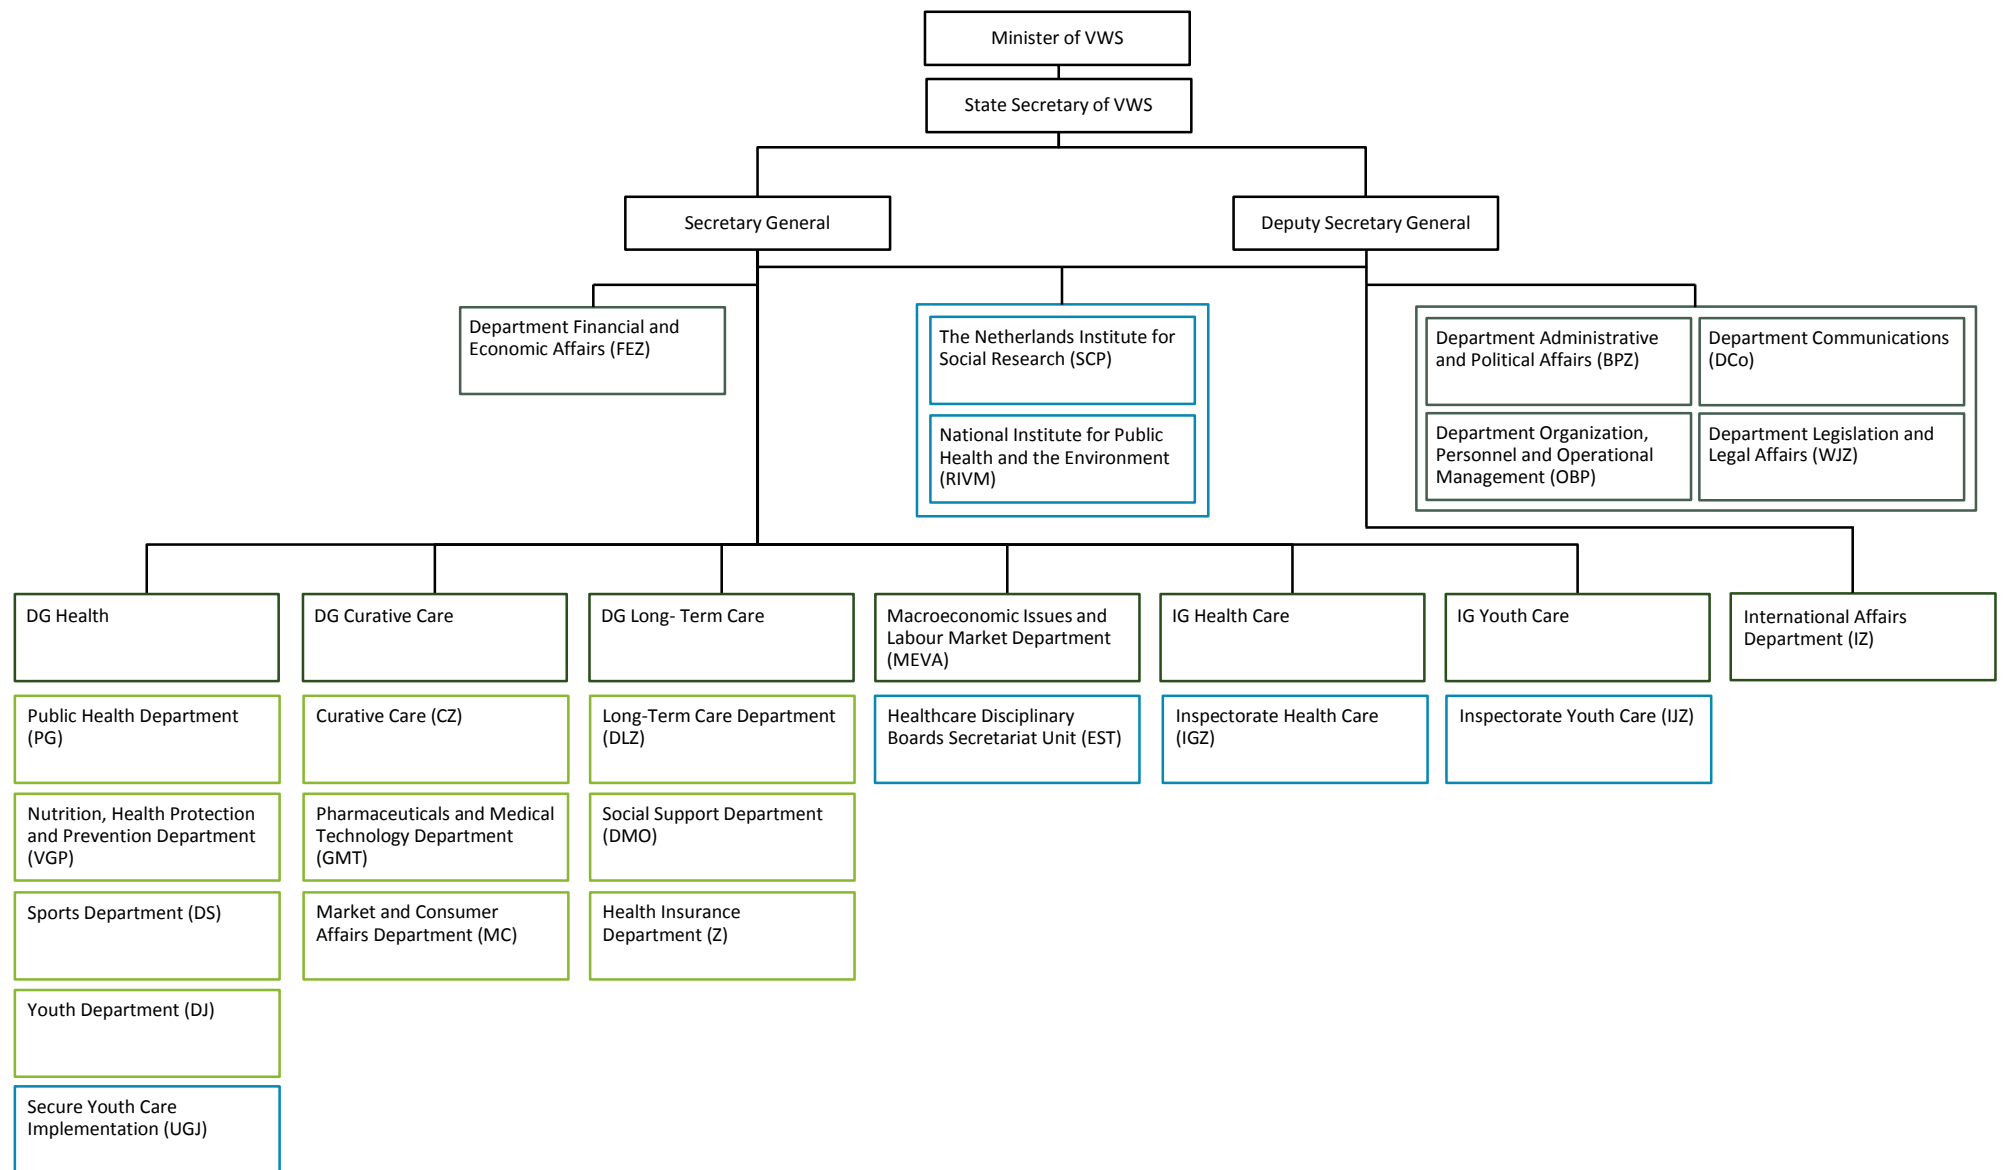 Minister of VWS
State Secretary of VWS
Secretary General
Deputy Secretary General
Department Financial and
Economic Affairs (FEZ)
The Netherlands Institute for
Social Research (SCP)
National Institute for Public
Health and the Environment
(RIVM)
Department Administrative
and Political Affairs (BPZ)
Department Communications
(DCo)
Department Organization,
Personnel and Operational
Management (OBP)
Department Legislation and
Legal Affairs (WJZ)
DG Health
DG Curative Care
DG Long- Term Care
Macroeconomic Issues and
Labour Market Department
(MEVA)
IG Health Care
IG Youth Care
International Affairs
Department (IZ)
Public Health Department
(PG)
Curative Care (CZ)
Long-Term Care Department
(DLZ)
Healthcare Disciplinary
Boards Secretariat Unit (EST)
Inspectorate Health Care
(IGZ)
Inspectorate Youth Care (IJZ)
Nutrition, Health Protection
and Prevention Department
(VGP)
Pharmaceuticals and Medical
Technology Department
(GMT)
Social Support Department
(DMO)
Sports Department (DS)
Market and Consumer
Affairs Department (MC)
Health Insurance
Department (Z)
Youth Department (DJ)
Secure Youth Care
Implementation (UGJ)